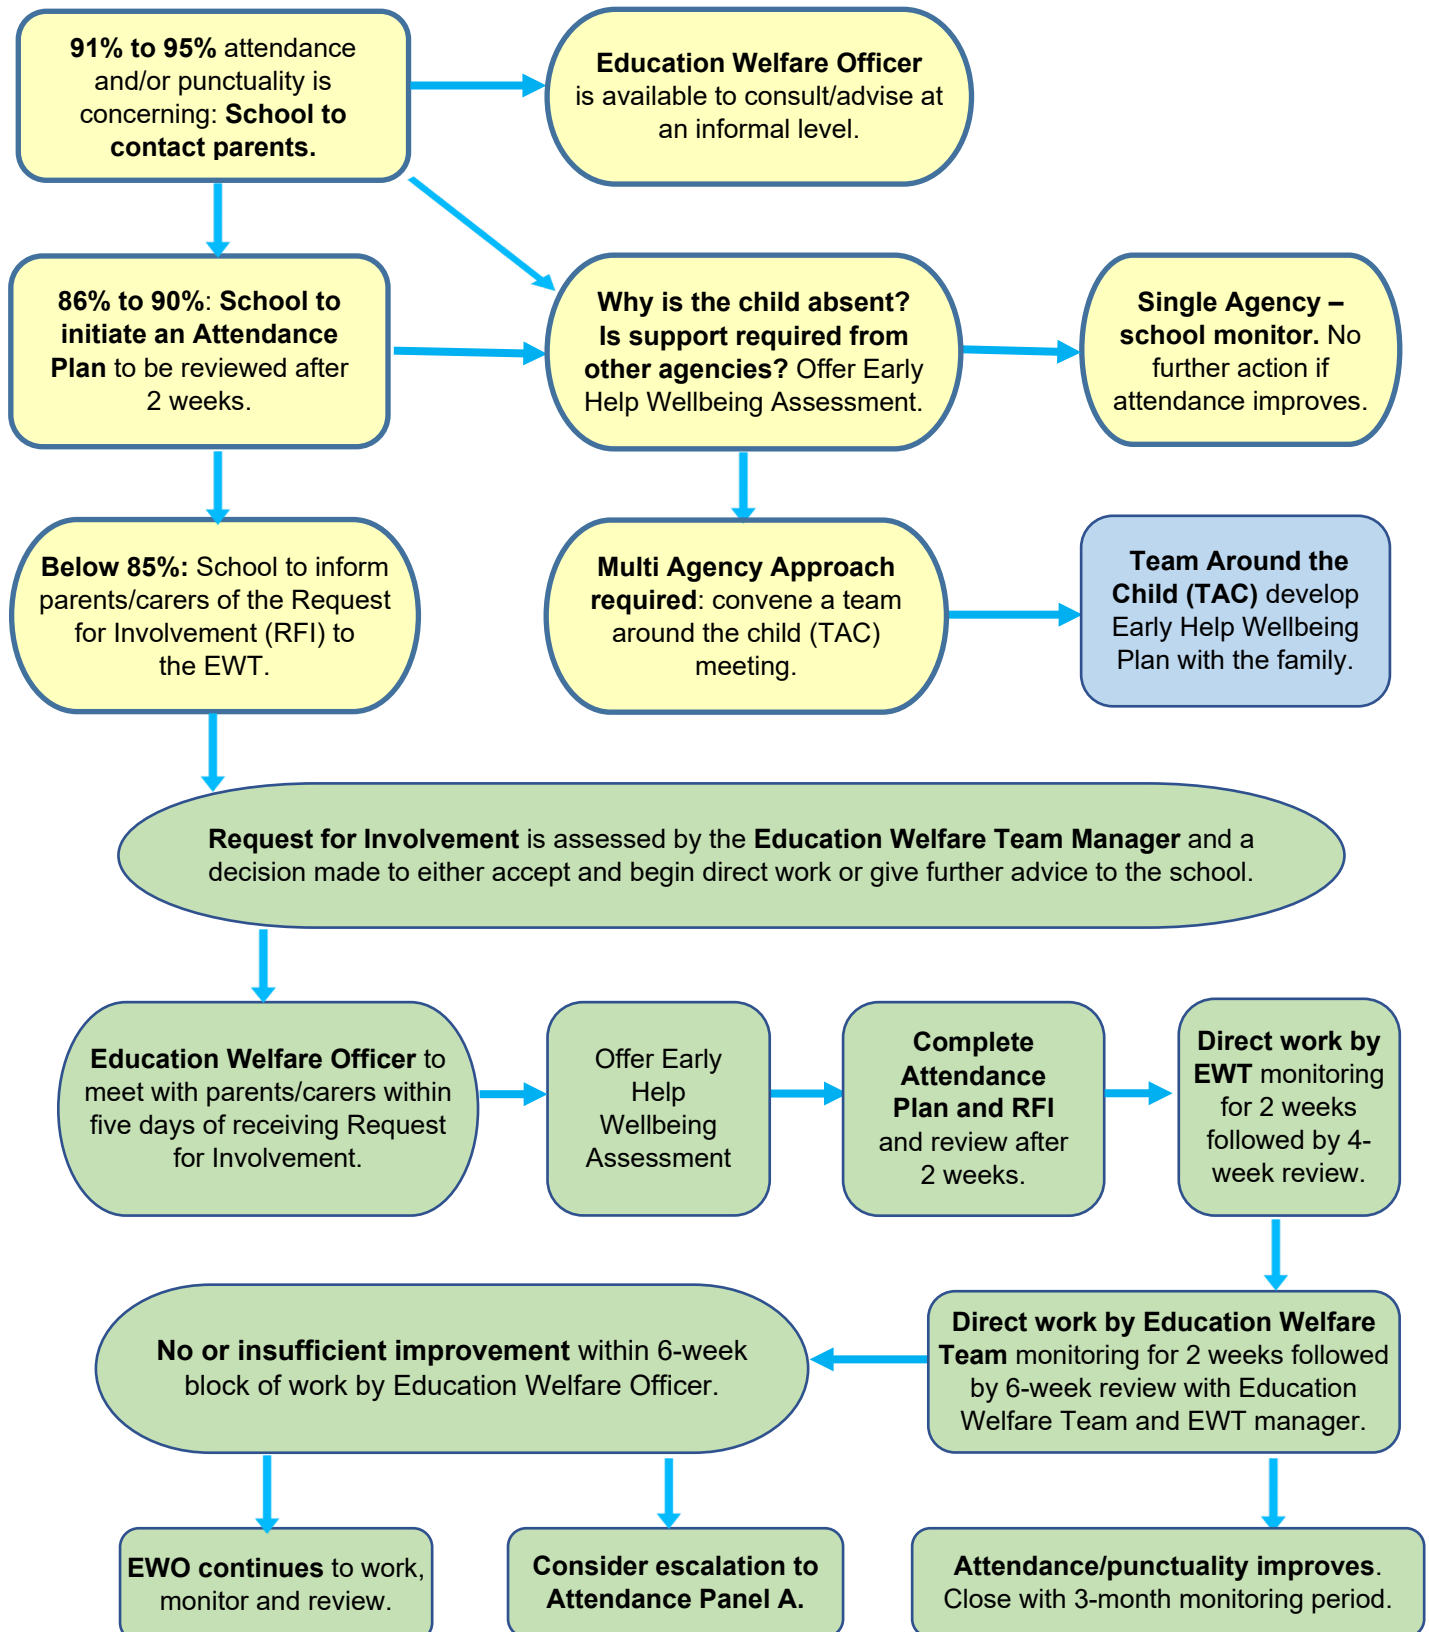 91% to 95% attendance
and/or punctuality is
concerning: School to
contact parents.
Education Welfare Officer
is available to consult/advise at
an informal level.
86% to 90%: School to
initiate an Attendance
Plan to be reviewed after
2 weeks.
Why is the child absent?
Is support required from
other agencies? Offer Early
Help Wellbeing Assessment.
Single Agency –
school monitor. No
further action if
attendance improves.
Below 85%: School to inform
parents/carers of the Request
for Involvement (RFI) to
the EWT.
Multi Agency Approach
required: convene a team
around the child (TAC)
meeting.
Team Around the
Child (TAC) develop
Early Help Wellbeing
Plan with the family.
Request for Involvement is assessed by the Education Welfare Team Manager and a
decision made to either accept and begin direct work or give further advice to the school.
Education Welfare Officer to
meet with parents/carers within
five days of receiving Request
for Involvement.
Offer Early
Help
Wellbeing
Assessment
Complete
Attendance
Plan and RFI
and review after
2 weeks.
Direct work by
EWT monitoring
for 2 weeks
followed by 4-
week review.
No or insufficient improvement within 6-week
block of work by Education Welfare Officer.
Direct work by Education Welfare
Team monitoring for 2 weeks followed
by 6-week review with Education
Welfare Team and EWT manager.
EWO continues to work,
monitor and review.
Consider escalation to
Attendance Panel A.
Attendance/punctuality improves.
Close with 3-month monitoring period.